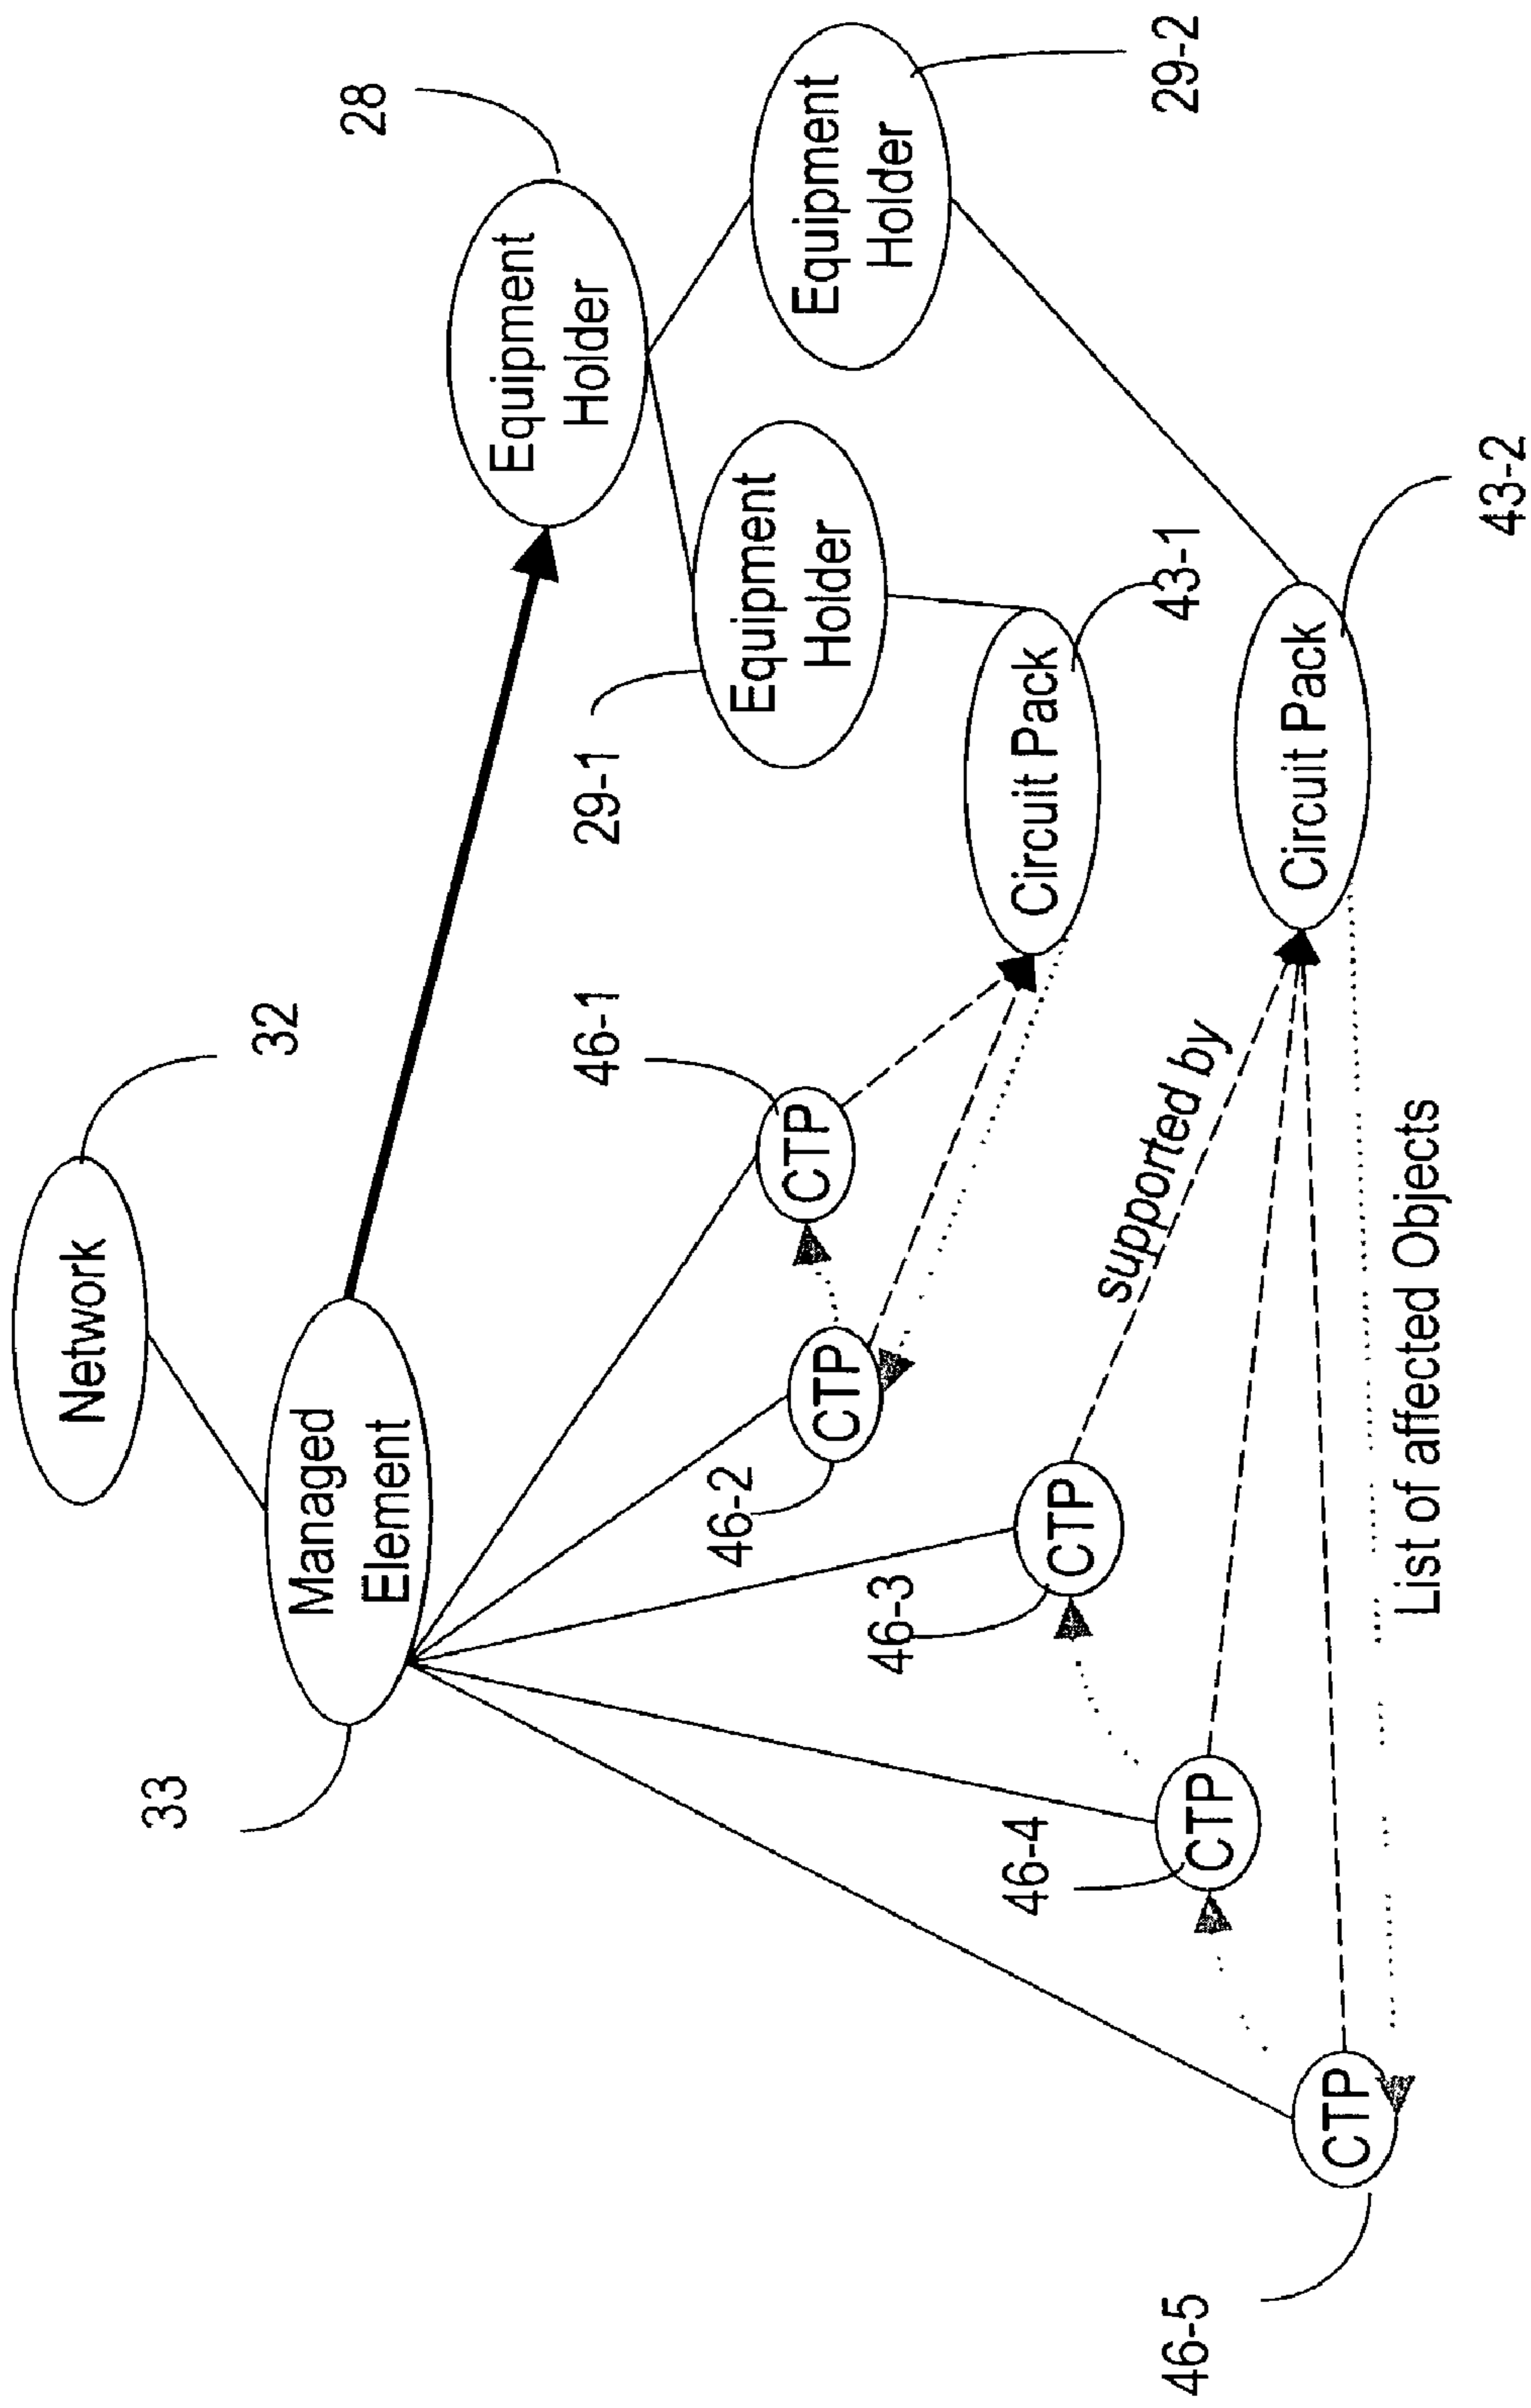 Network
32
Managed
Element
33
28
Equipment
Holder
29-1
Equipment
Holder
Equipment
Holder
29-2
46-1
CTP
46-2
CTP
46-3
CTP
46-4
CTP
46-5
CTP
Circuit Pack
43-1
supported by
Circuit Pack
43-2
List of affected Objects